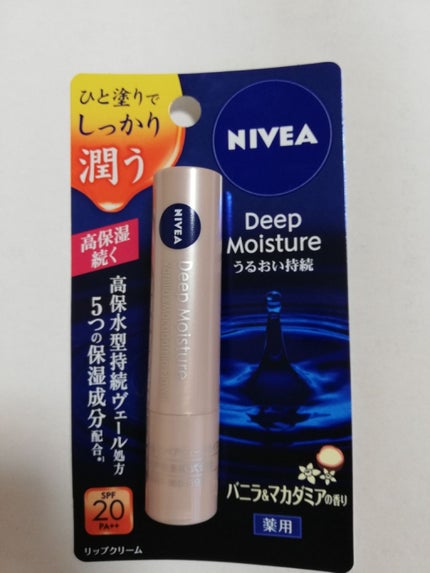 ひと塗りで
しっかり
潤う
NIVEA
Deep
Moisture
うるおい持続
高保湿
続く
高保水型持続ヴェール処方
5つの保湿成分配合*1
NIVEA
Deep Moisture
SPF
20
PA++
バニラ&マカダミアの香り
薬用
リップクリーム